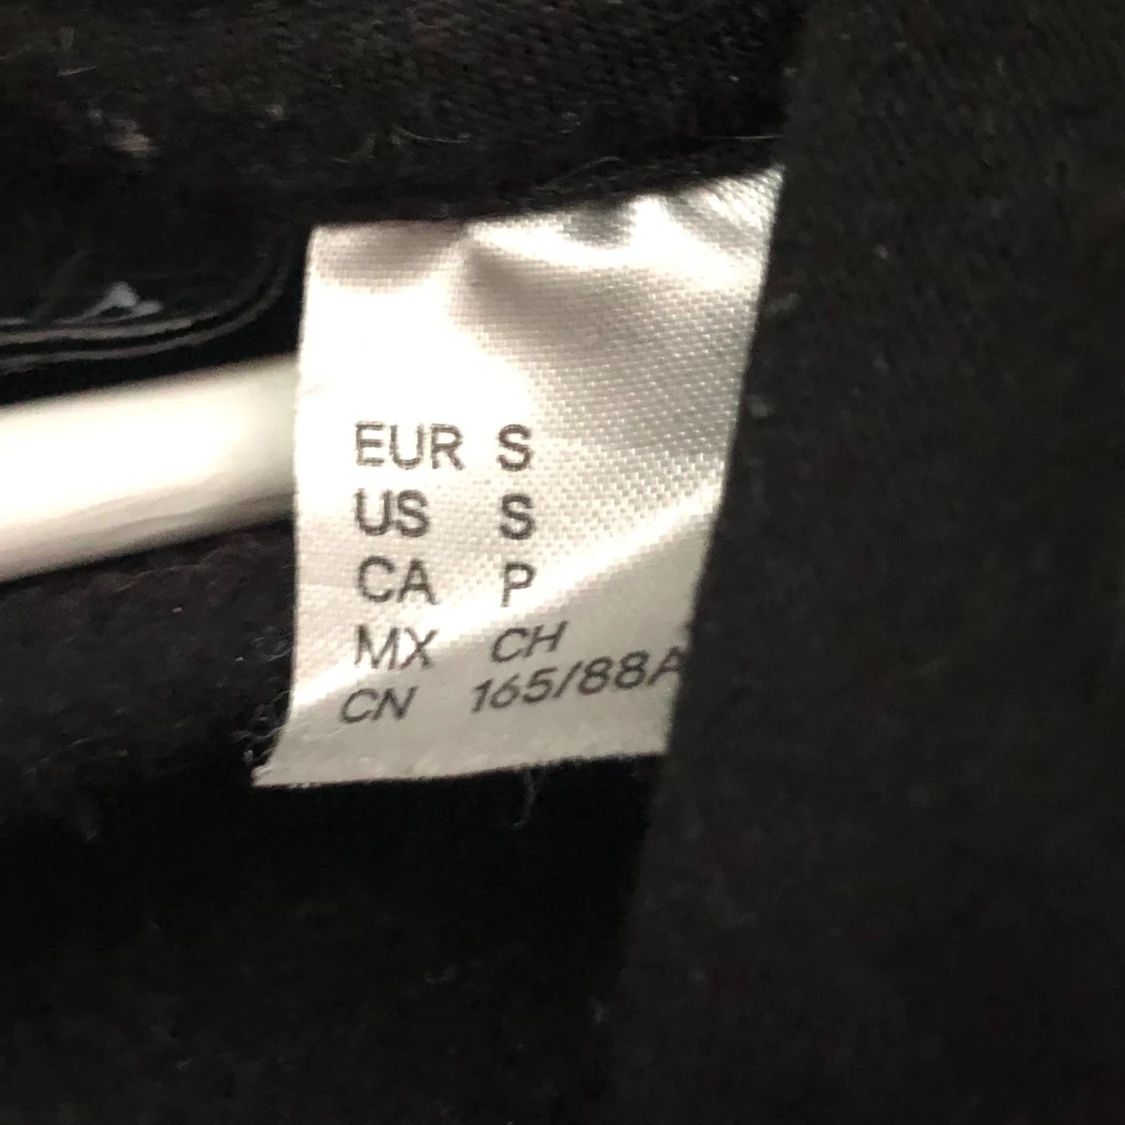 EUR S
US S
CA P
MX CH
CN 165/88A